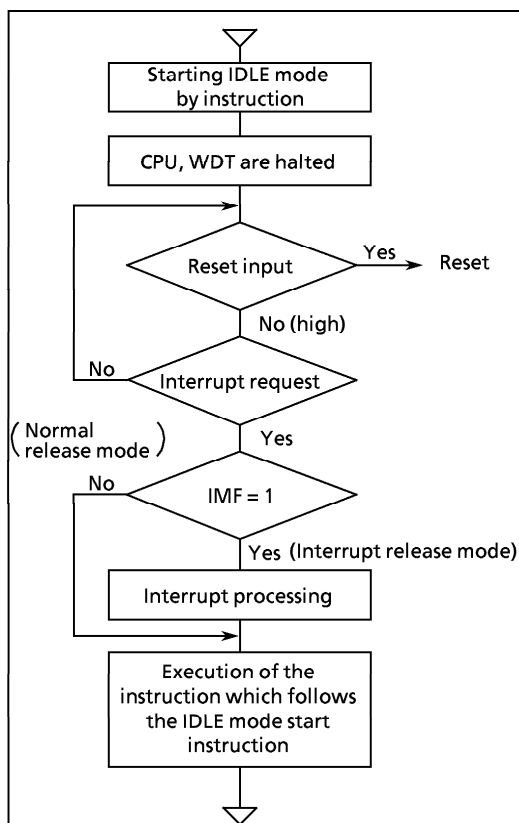 Starting IDLE mode
by instruction
CPU, WDT are halted
Reset input
Yes
Reset
No (high)
No
Interrupt request
(Normal
release mode)
Yes
No
IMF = 1
Yes (Interrupt release mode)
Interrupt processing
Execution of the
instruction which follows
the IDLE mode start
instruction